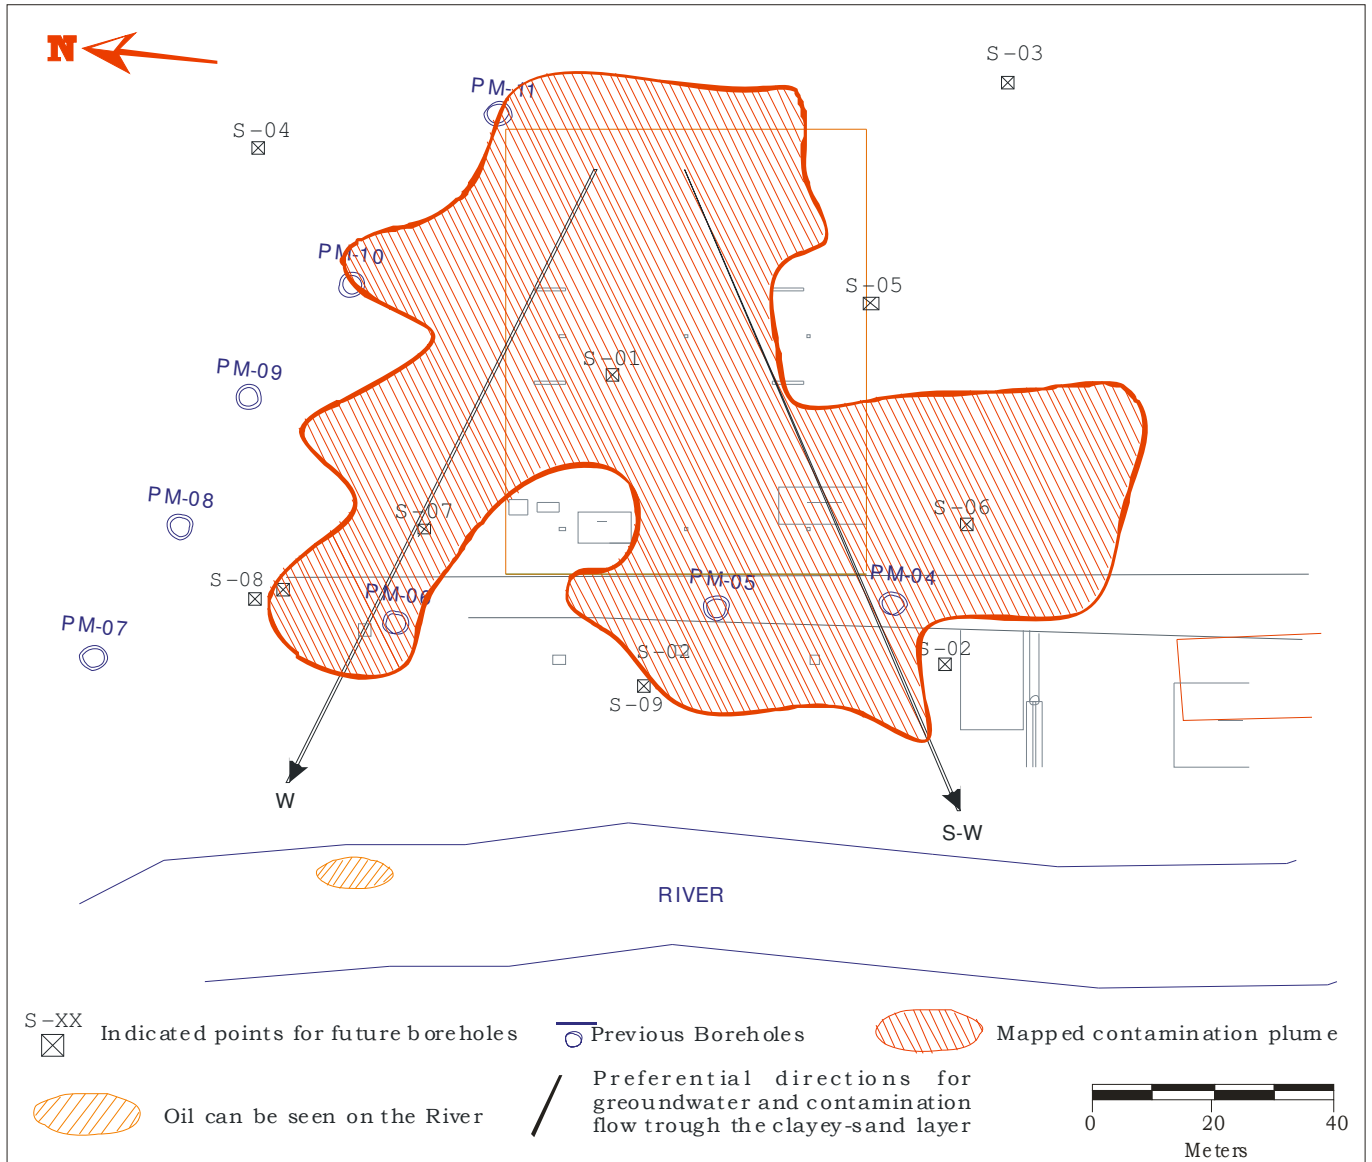 N
S-03
PM-11
S-04
PM-10
S-05
S-01
PM-09
PM-08
S-07
S-06
S-08
PM-06
PM-05
PM-04
PM-07
S-02
S-02
S-09
W
S-W
RIVER
S-XX
Indicated points for future boreholes
Previous Boreholes
Mapped contamination plume
Oil can be seen on the River
Preferential directions for
greoundwater and contamination
flow trough the clayey-sand layer
0 20 40
Meters